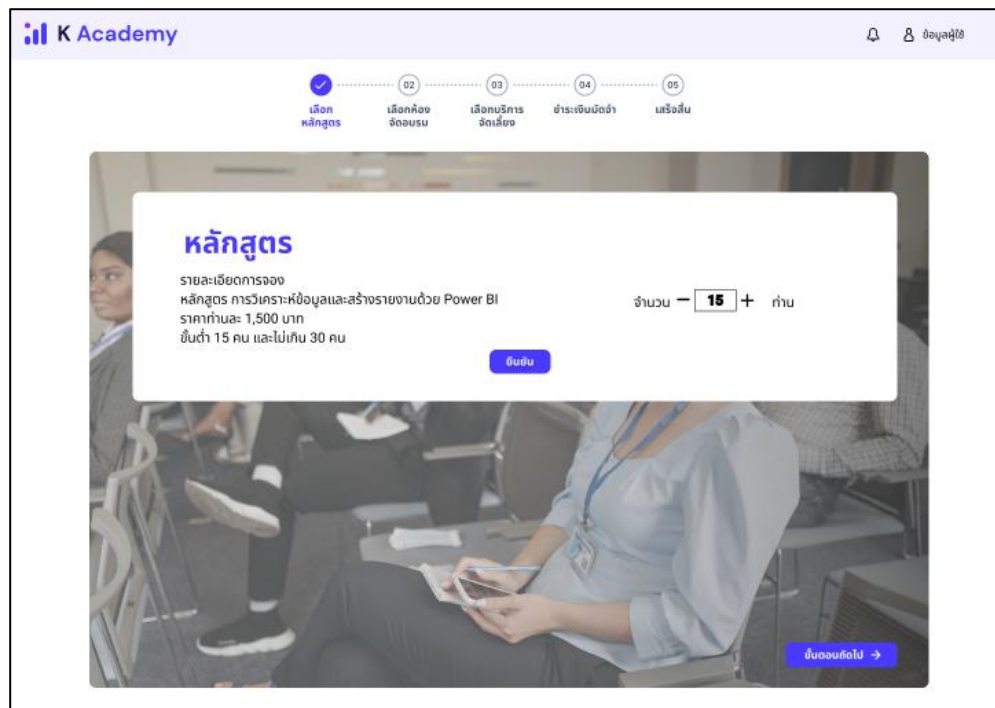 K Academy
ข้อมูลผู้ใช้
02 03 04 05
เลือก
หลักสูตร
เลือกห้อง
จัดอบรม
เลือกบริการ
จัดเลี้ยง
ชำระเงินมัดจำ
เสร็จสิ้น
หลักสูตร
รายละเอียดการจอง
หลักสูตร การวิเคราะห์ข้อมูลและสร้างรายงานด้วย Power BI
ราคาท่านละ 1,500 บาท
ขั้นต่ำ 15 คน และไม่เกิน 30 คน
จำนวน − 15 + ท่าน
ยืนยัน
ขั้นตอนถัดไป →